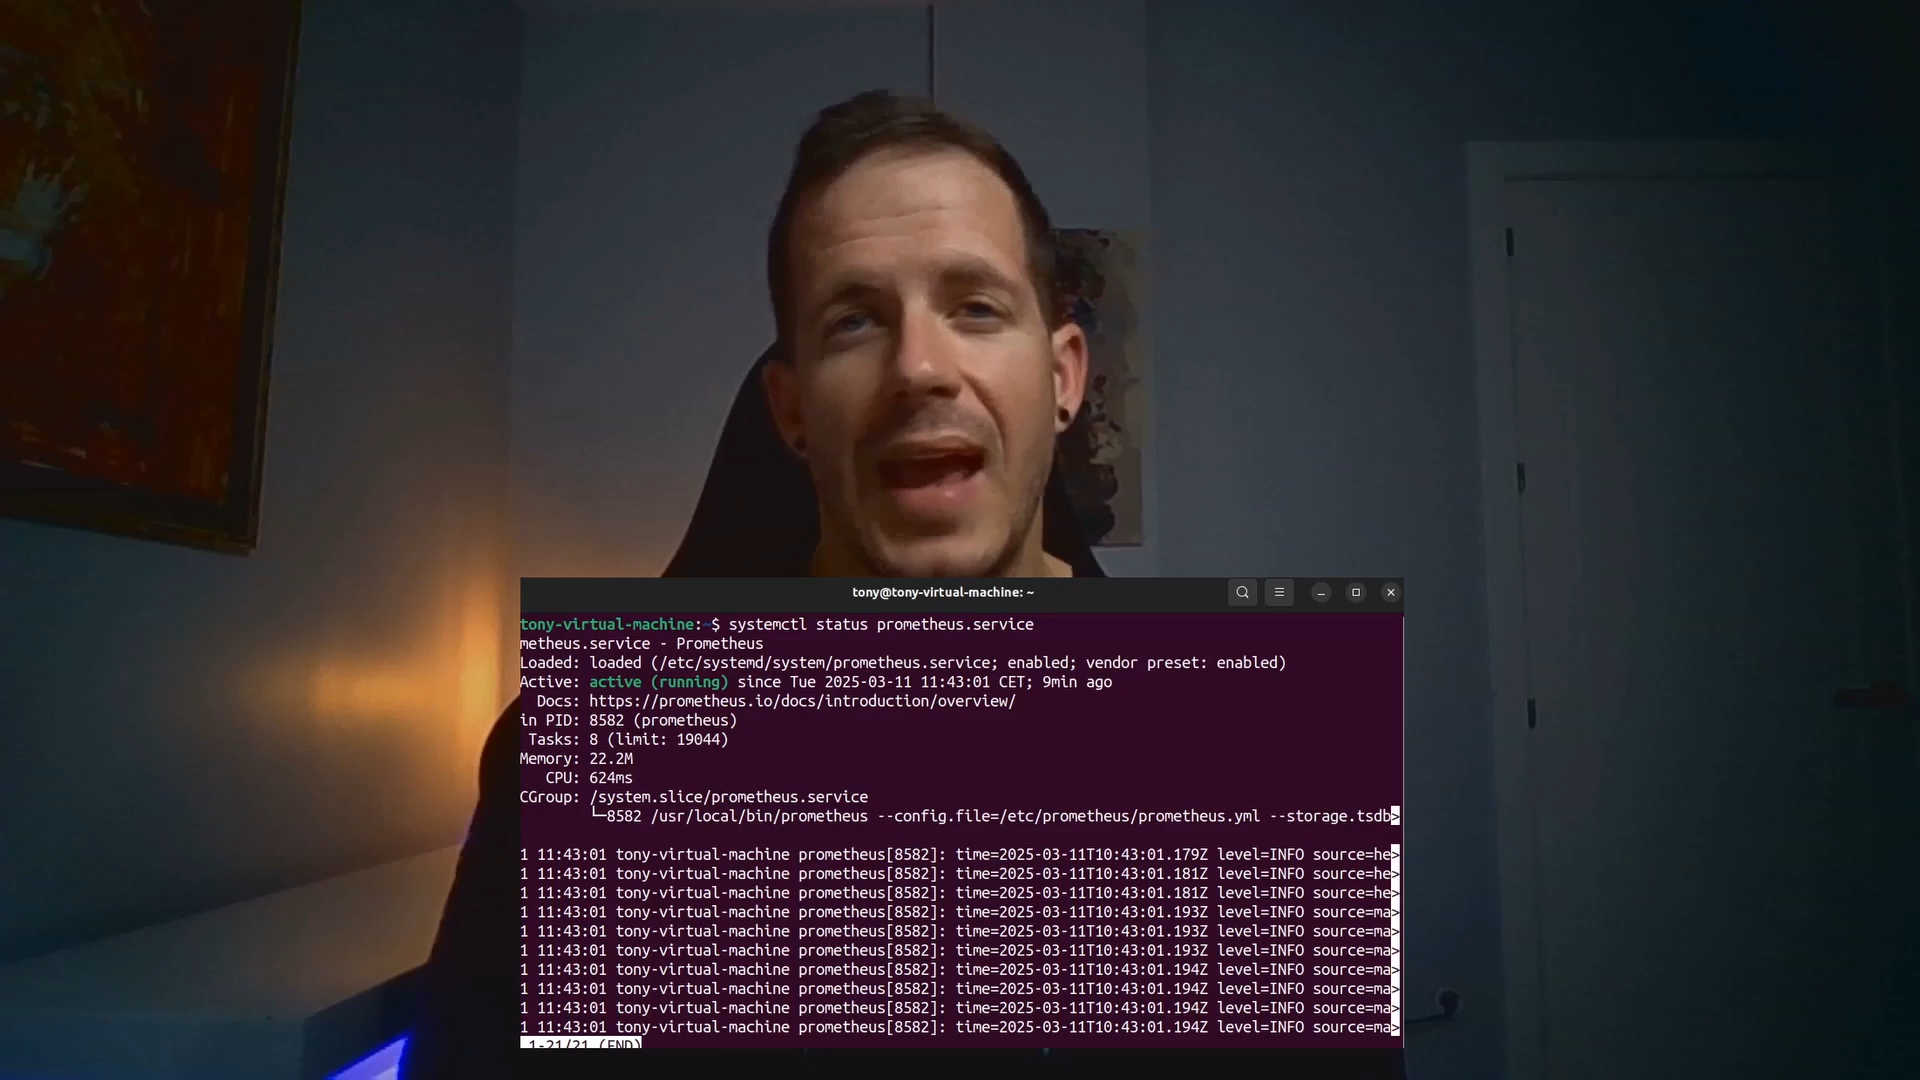 tony@tony-virtual-machine: ~
tony-virtual-machine:~$ systemctl status prometheus.service
metheus.service - Prometheus
Loaded: loaded (/etc/systemd/system/prometheus.service; enabled; vendor preset: enabled)
Active: active (running) since Tue 2025-03-11 11:43:01 CET; 9min ago
Docs: https://prometheus.io/docs/introduction/overview/
in PID: 8582 (prometheus)
Tasks: 8 (limit: 19044)
Memory: 22.2M
CPU: 624ms
CGroup: /system.slice/prometheus.service
└─8582 /usr/local/bin/prometheus --config.file=/etc/prometheus/prometheus.yml --storage.tsdb>
1 11:43:01 tony-virtual-machine prometheus[8582]: time=2025-03-11T10:43:01.179Z level=INFO source=he>
1 11:43:01 tony-virtual-machine prometheus[8582]: time=2025-03-11T10:43:01.181Z level=INFO source=he>
1 11:43:01 tony-virtual-machine prometheus[8582]: time=2025-03-11T10:43:01.181Z level=INFO source=he>
1 11:43:01 tony-virtual-machine prometheus[8582]: time=2025-03-11T10:43:01.193Z level=INFO source=ma>
1 11:43:01 tony-virtual-machine prometheus[8582]: time=2025-03-11T10:43:01.193Z level=INFO source=ma>
1 11:43:01 tony-virtual-machine prometheus[8582]: time=2025-03-11T10:43:01.193Z level=INFO source=ma>
1 11:43:01 tony-virtual-machine prometheus[8582]: time=2025-03-11T10:43:01.194Z level=INFO source=ma>
1 11:43:01 tony-virtual-machine prometheus[8582]: time=2025-03-11T10:43:01.194Z level=INFO source=ma>
1 11:43:01 tony-virtual-machine prometheus[8582]: time=2025-03-11T10:43:01.194Z level=INFO source=ma>
1 11:43:01 tony-virtual-machine prometheus[8582]: time=2025-03-11T10:43:01.194Z level=INFO source=ma>
1-21/21 (END)